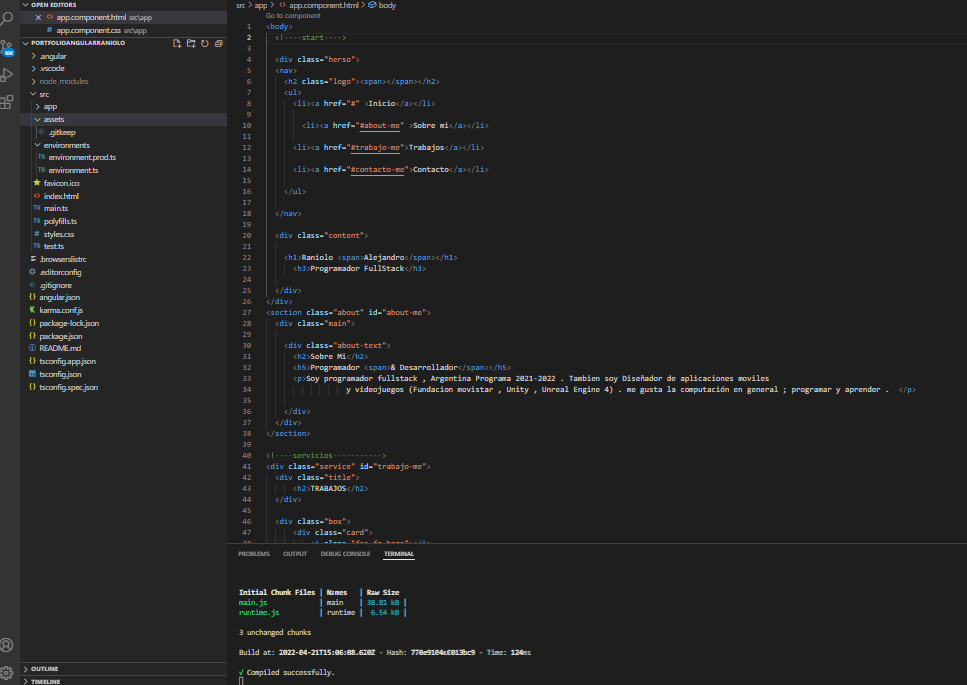 OPEN EDITORS
app.component.html src\app
app.component.css src\app
PORTFOLIOANGULARRANIOLO
.angular
.vscode
node_modules
src
app
assets
.gitkeep
environments
TS environment.prod.ts
TS environment.ts
favicon.ico
index.html
TS main.ts
TS polyfills.ts
# styles.css
TS test.ts
.browserslistrc
.editorconfig
.gitignore
{} angular.json
karma.conf.js
{} package-lock.json
{} package.json
README.md
{} tsconfig.app.json
tsconfig.json
{} tsconfig.spec.json
OUTLINE
TIMELINE
src > app > app.component.html > body
Go to component
1 <body>
2 <!----start---->
3
4 <div class="herso">
5 <nav>
6 <h2 class="logo"><span></span></h2>
7 <ul>
8 <li><a href="#" >Inicio</a></li>
9
10 <li><a href="#about-me" >Sobre mi</a></li>
11
12 <li><a href="#trabajo-me">Trabajos</a></li>
13
14 <li><a href="#contacto-me">Contacto</a></li>
15
16 </ul>
17
18 </nav>
19
20 <div class="content">
21
22 <h1>Raniolo <span>Alejandro</span></h1>
23 <h3>Programador FullStack</h3>
24
25 </div>
26 </div>
27 <section class="about" id="about-me">
28 <div class="main">
29
30 <div class="about-text">
31 <h2>Sobre Mi</h2>
32 <h5>Programador <span>& Desarrollador</span></h5>
33 <p>Soy programador fullstack , Argentina Programa 2021-2022 . Tambien soy Diseñador de aplicaciones moviles
34 y videojuegos (Fundacion movistar , Unity , Unreal Engine 4) . me gusta la computación en general ; programar y aprender . </p>
35
36 </div>
37 </div>
38 </section>
39
40 <!----servicios----------->
41 <div class="service" id="trabajo-me">
42 <div class="title">
43 <h2>TRABAJOS</h2>
44 </div>
45
46 <div class="box">
47 <div class="card">
PROBLEMS OUTPUT DEBUG CONSOLE TERMINAL
Initial Chunk Files | Names | Raw Size
main.js | main | 38.81 kB |
runtime.js | runtime | 6.54 kB |
3 unchanged chunks
Build at: 2022-04-21T15:06:08.620Z - Hash: - Time: 124ms
√ Compiled successfully.